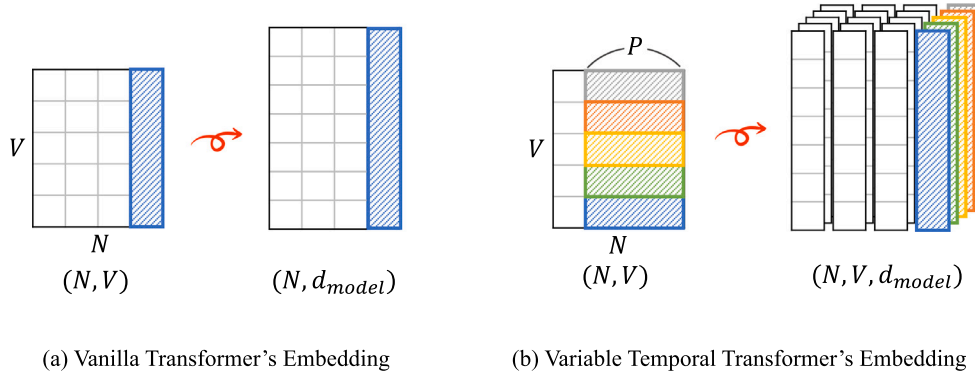 V
N
(N, V)
(N, d_model)
(a) Vanilla Transformer's Embedding
P
V
N
(N, V)
(N, V, d_model)
(b) Variable Temporal Transformer's Embedding